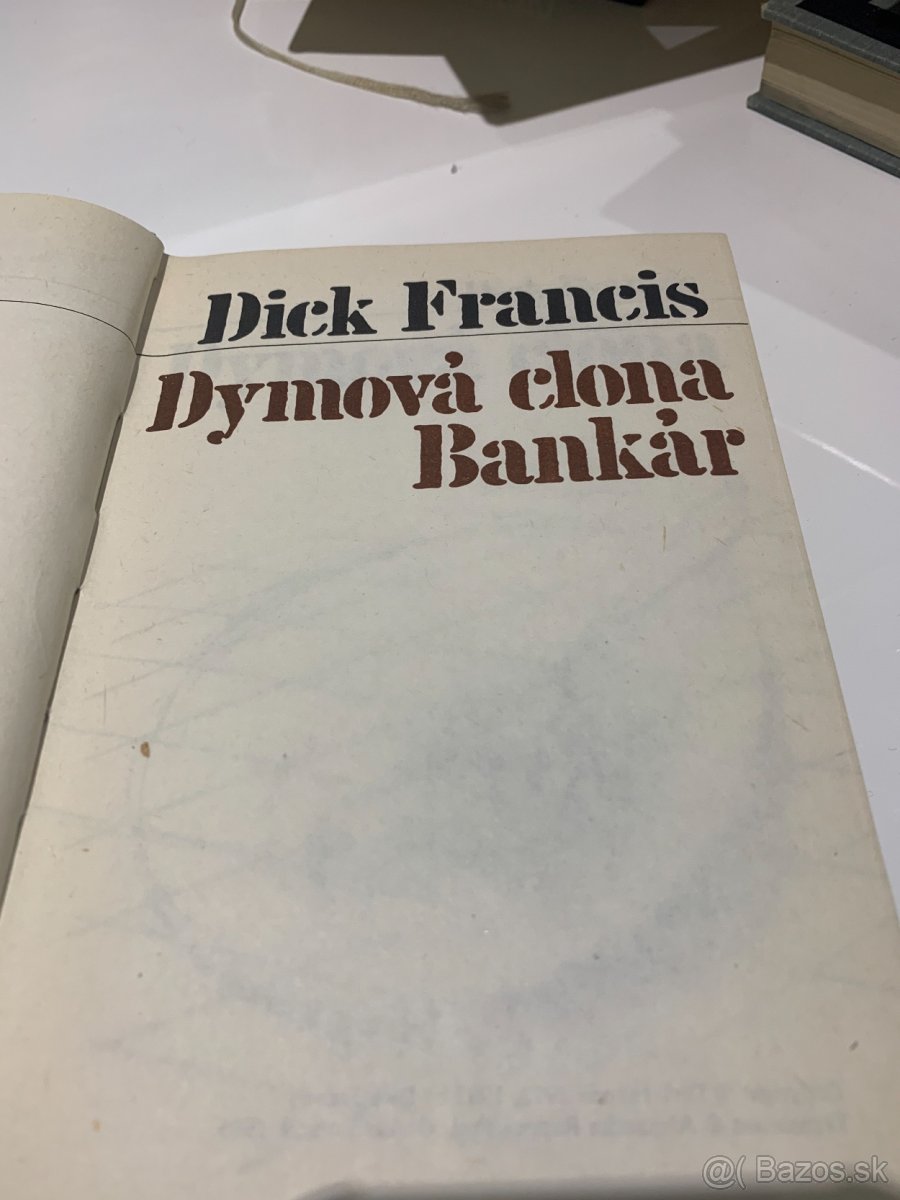 Dick Francis
Dymová clona
Bankár
@( Bazos.sk